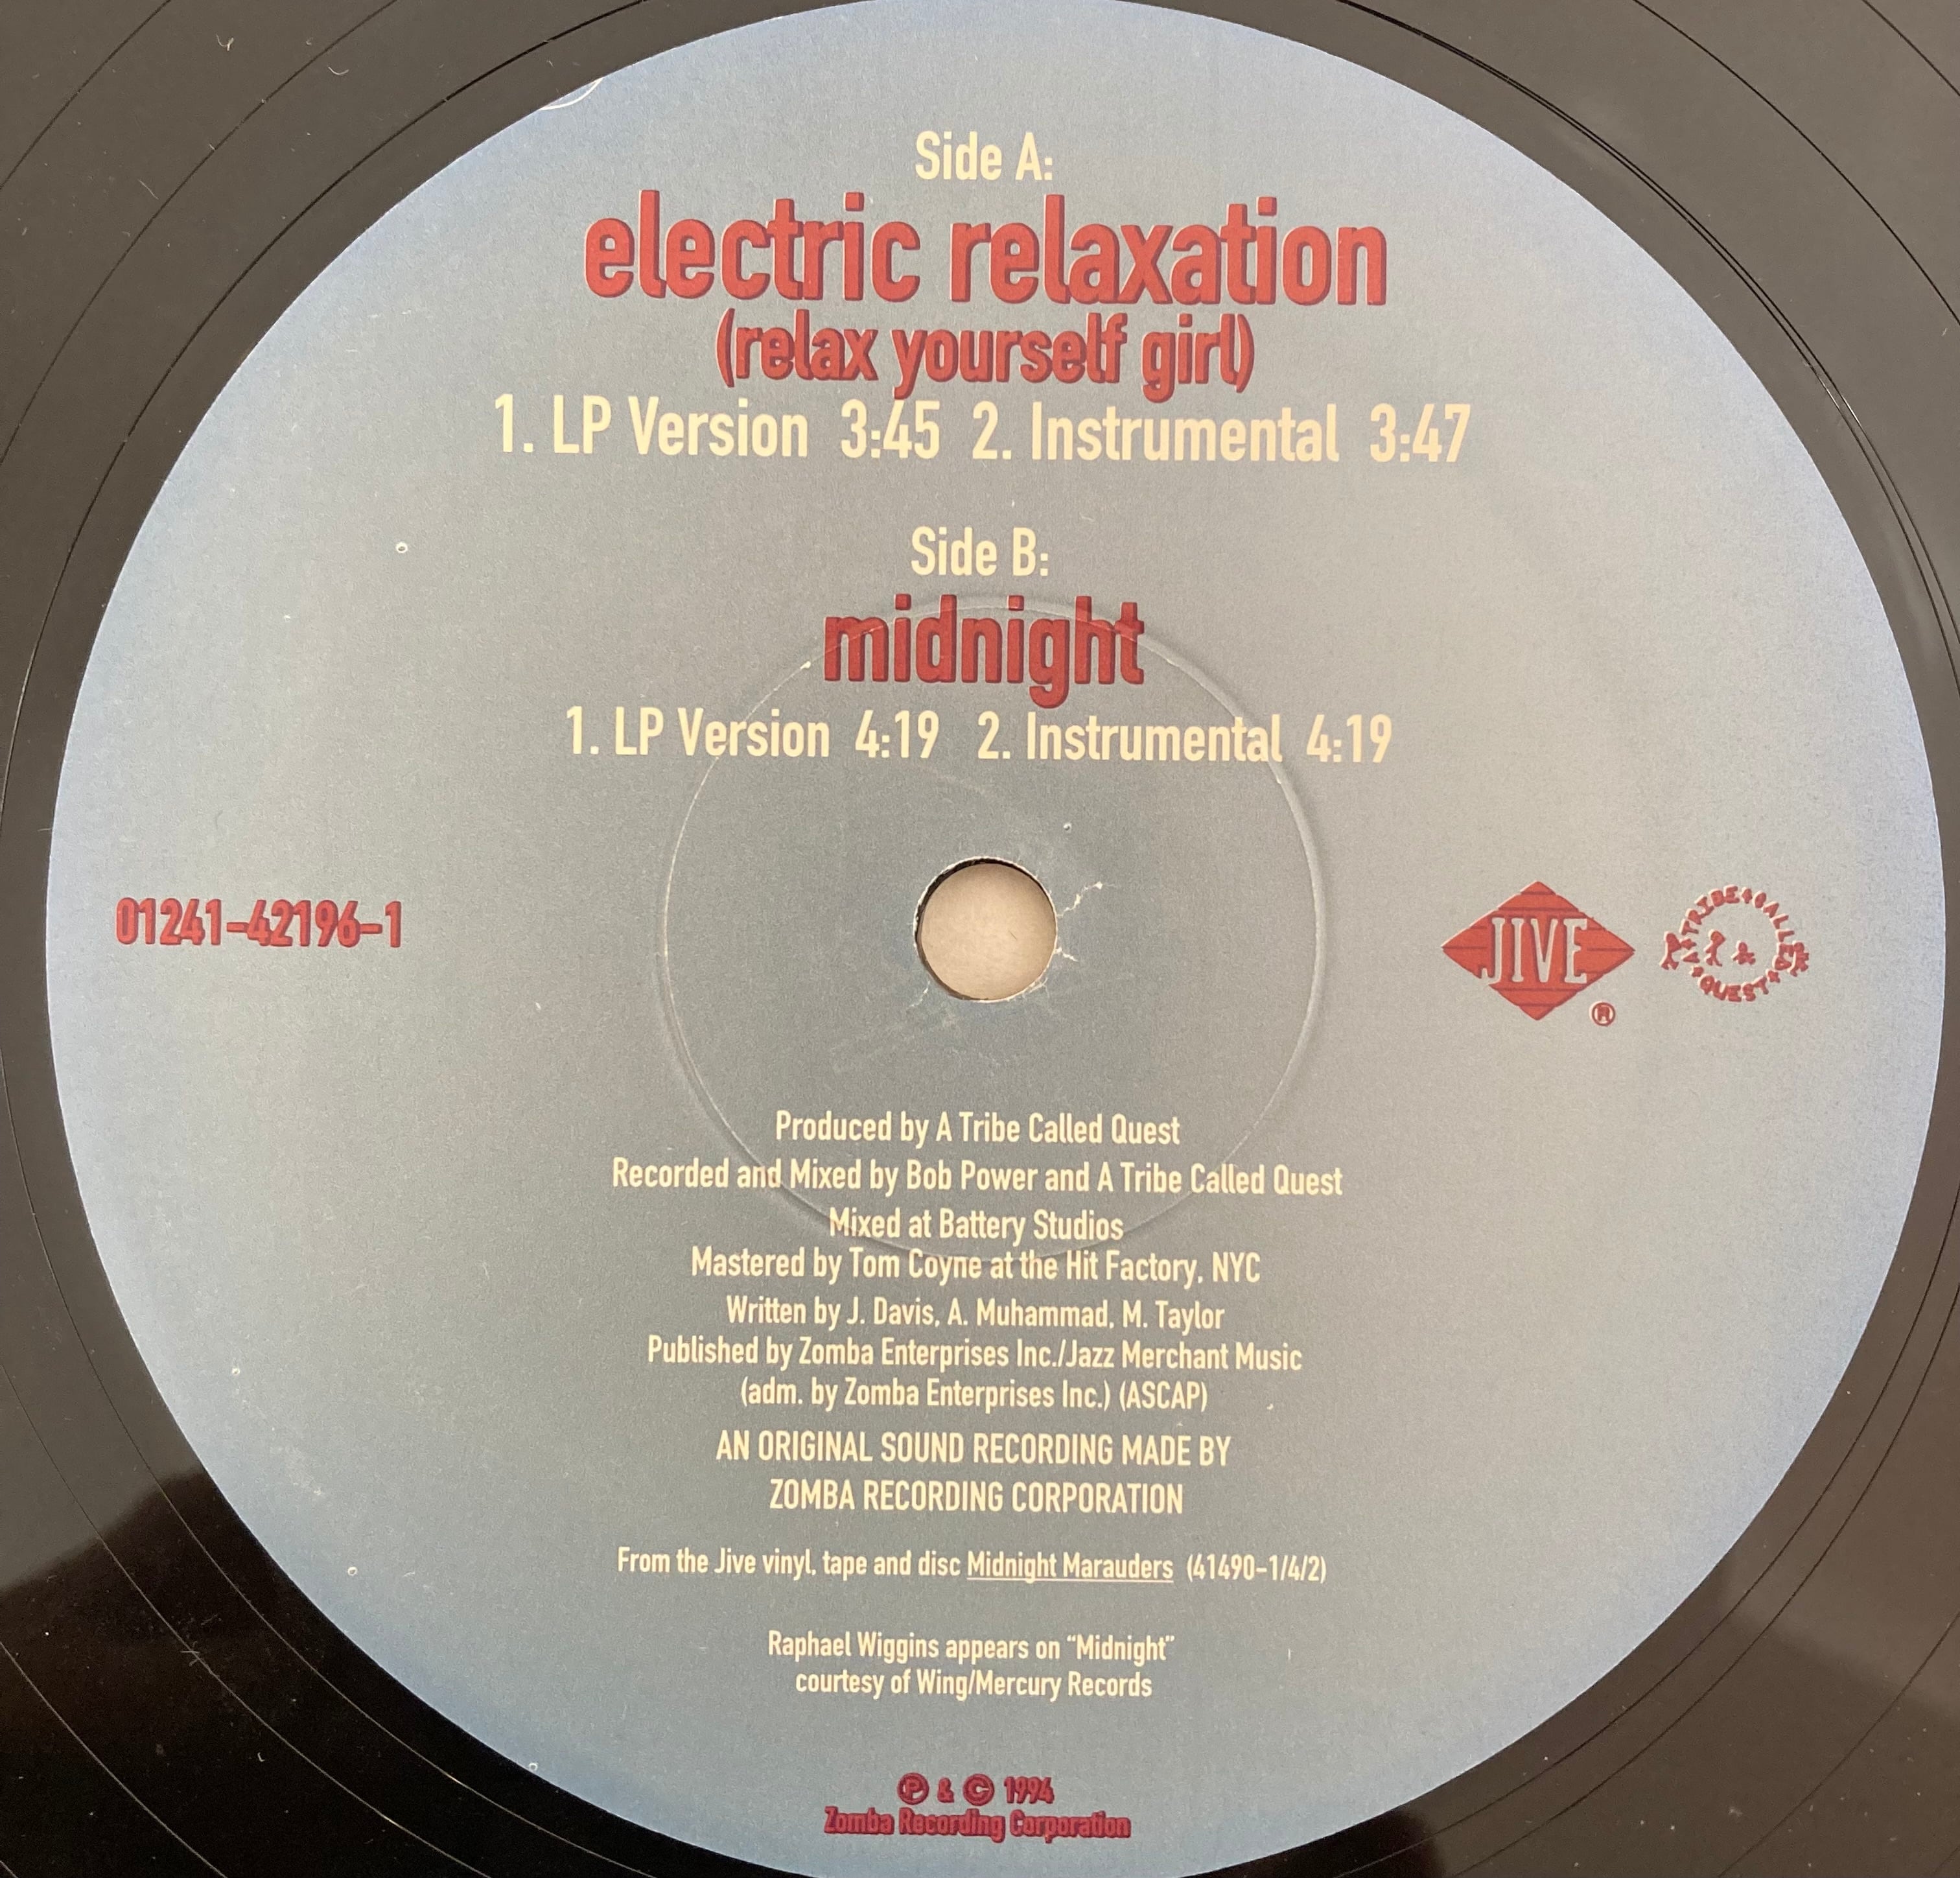 Side A:
electric relaxation
(relax yourself girl)
1. LP Version 3:45 2. Instrumental 3:47
Side B:
midnight
1. LP Version 4:19 2. Instrumental 4:19
01241-42196-1
JIVE
®
A TRIBE CALLED QUEST
Produced by A Tribe Called Quest
Recorded and Mixed by Bob Power and A Tribe Called Quest
Mixed at Battery Studios
Mastered by Tom Coyne at the Hit Factory, NYC
Written by J. Davis, A. Muhammad, M. Taylor
Published by Zomba Enterprises Inc./Jazz Merchant Music
(adm. by Zomba Enterprises Inc.) (ASCAP)
AN ORIGINAL SOUND RECORDING MADE BY
ZOMBA RECORDING CORPORATION
From the Jive vinyl, tape and disc Midnight Marauders (41490-1/4/2)
Raphael Wiggins appears on “Midnight”
courtesy of Wing/Mercury Records
℗ & © 1994
Zomba Recording Corporation